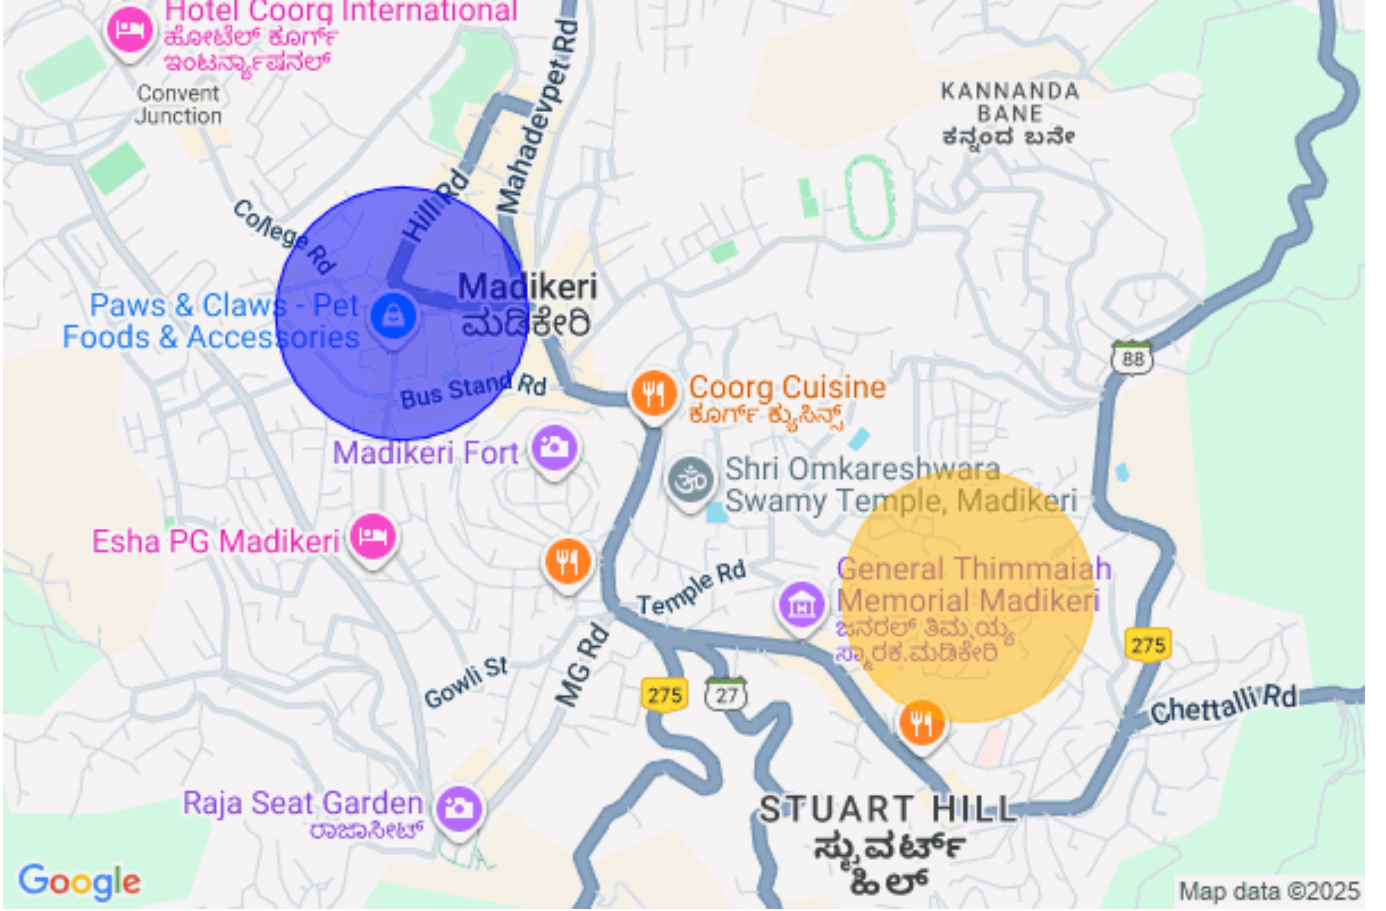 Hotel Coorg International
ಹೋಟೆಲ್ ಕೂರ್ಗ್
ಇಂಟರ್ನ್ಯಾಷನಲ್
Convent
Junction
Mahadevpet Rd
KANNANDA
BANE
ಕನ್ನಂದ ಬನೇ
College Rd
Hill Rd
Madikeri
ಮಡಿಕೇರಿ
Paws & Claws - Pet
Foods & Accessories
88
Bus Stand Rd
Coorg Cuisine
ಕೂರ್ಗ್ ಕ್ಯುಸಿನ್ಸ್
Madikeri Fort
Shri Omkareshwara
Swamy Temple, Madikeri
Esha PG Madikeri
General Thimmaiah
Memorial Madikeri
ಜನರಲ್ ತಿಮ್ಮಯ್ಯ
ಸ್ಮಾರಕ.ಮಡಿಕೇರಿ
Temple Rd
275
Gowli St
MG Rd
275
27
Chettalli Rd
Raja Seat Garden
ರಾಜಾಸೀಟ್
STUART HILL
ಸ್ಟುವರ್ಟ್
ಹಿಲ್
Google
Map data ©2025